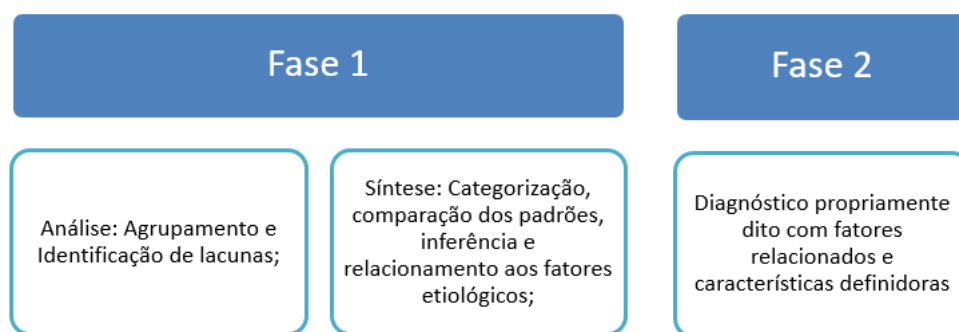 Fase 1
Fase 2
Análise: Agrupamento e
Identificação de lacunas;
Síntese: Categorização,
comparação dos padrões,
inferência e
relacionamento aos fatores
etiológicos;
Diagnóstico propriamente
dito com fatores
relacionados e
características definidoras